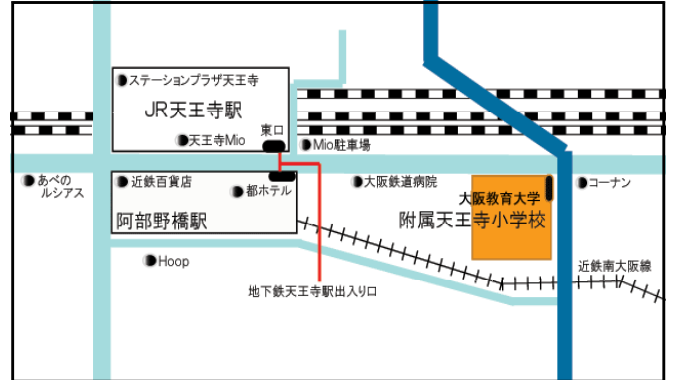 ステーションプラザ天王寺
JR天王寺駅
東口
天王寺Mio
Mio駐車場
あべの
ルシアス
近鉄百貨店
都ホテル
大阪鉄道病院
コーナン
大阪教育大学
附属天王寺小学校
阿部野橋駅
Hoop
近鉄南大阪線
地下鉄天王寺駅出入り口